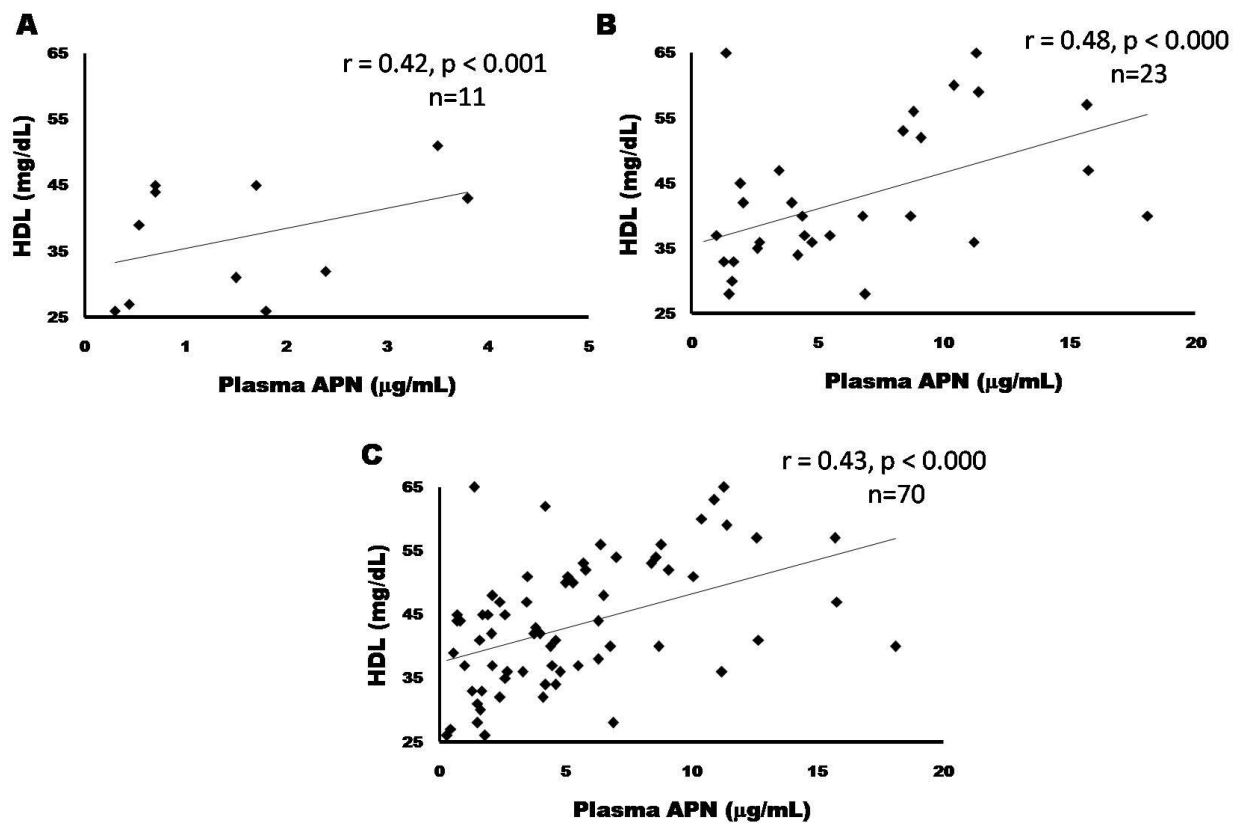 A
r = 0.42, p < 0.001
n=11
65
55
45
35
25
HDL (mg/dL)
0 1 2 3 4 5
Plasma APN (μg/mL)
B
r = 0.48, p < 0.000
n=23
65
55
45
35
25
HDL (mg/dL)
0 5 10 15 20
Plasma APN (μg/mL)
C
r = 0.43, p < 0.000
n=70
65
55
45
35
25
HDL (mg/dL)
0 5 10 15 20
Plasma APN (μg/mL)